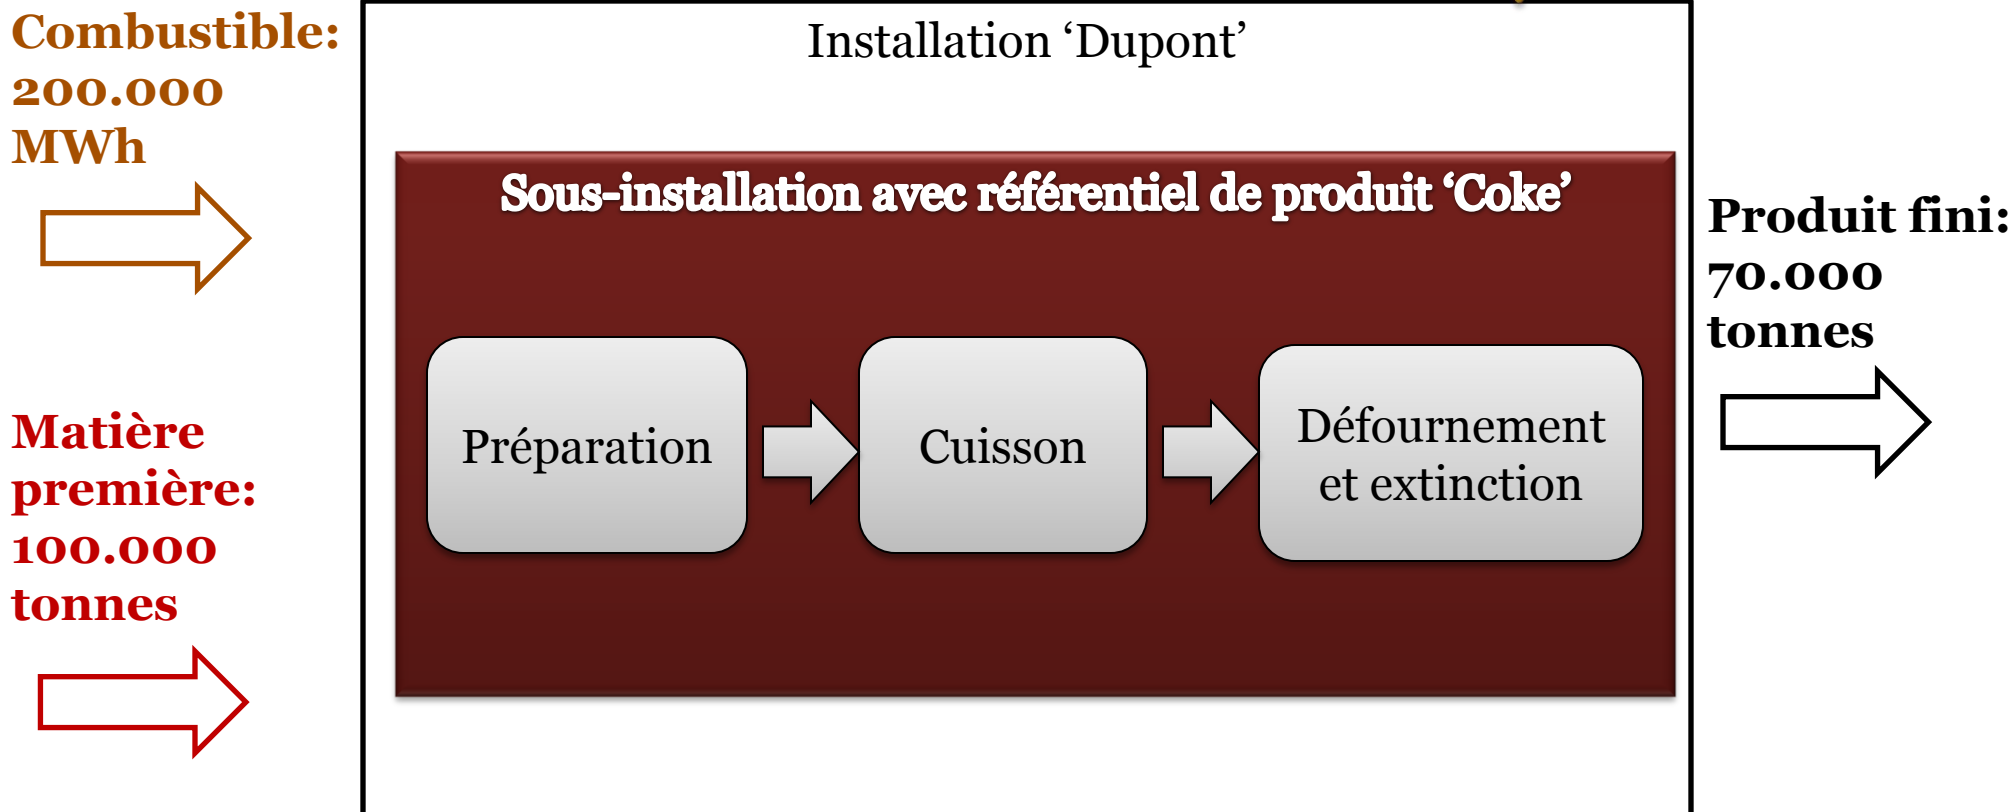 Combustible:
200.000
MWh
Installation ‘Dupont’
Sous-installation avec référentiel de produit ‘Coke’
Produit fini:
70.000
tonnes
Matière
première:
100.000
tonnes
Préparation
Cuisson
Défournement
et extinction